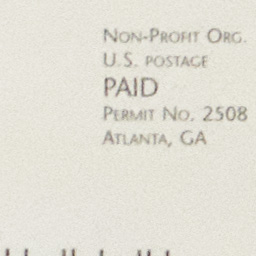 Non-Profit Org.
U.S. postage
PAID
Permit No. 2508
Atlanta, GA